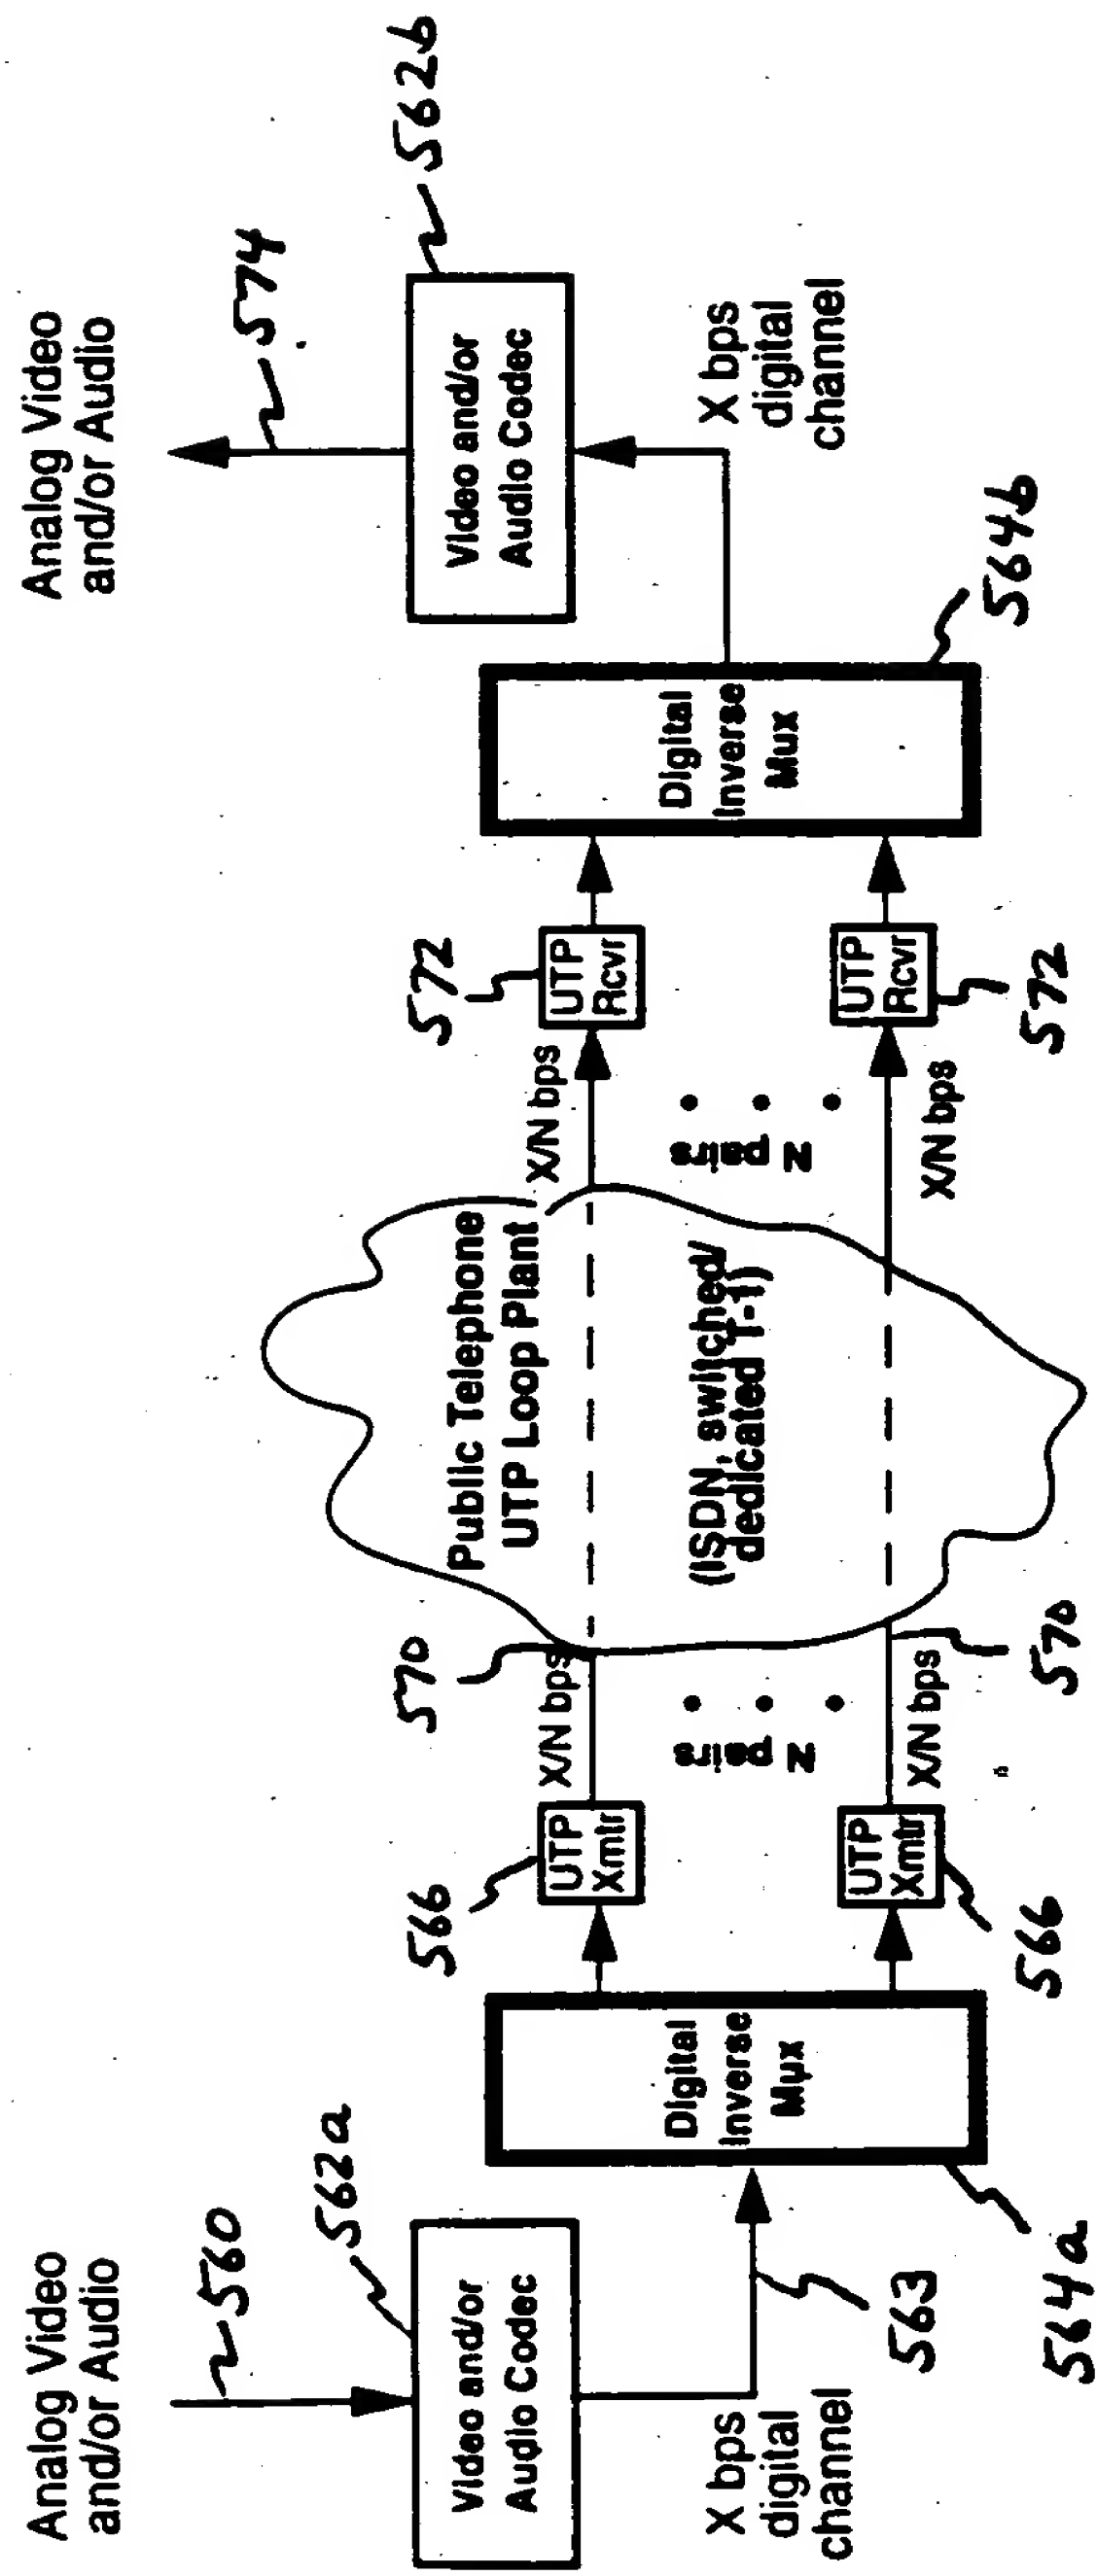 Analog Video
and/or Audio
560
562a
Video and/or
Audio Codec
X bps
digital
channel
563
Digital
Inverse
Mux
564a
566
UTP
Xmtr
UTP
Xmtr
566
X/N bps
570
N pairs
X/N bps
570
Public Telephone
UTP Loop Plant
(ISDN, switched/
dedicated T-1)
X/N bps
N pairs
X/N bps
572
UTP
Rcvr
UTP
Rcvr
572
Digital
Inverse
Mux
564b
X bps
digital
channel
Video and/or
Audio Codec
562b
574
Analog Video
and/or Audio